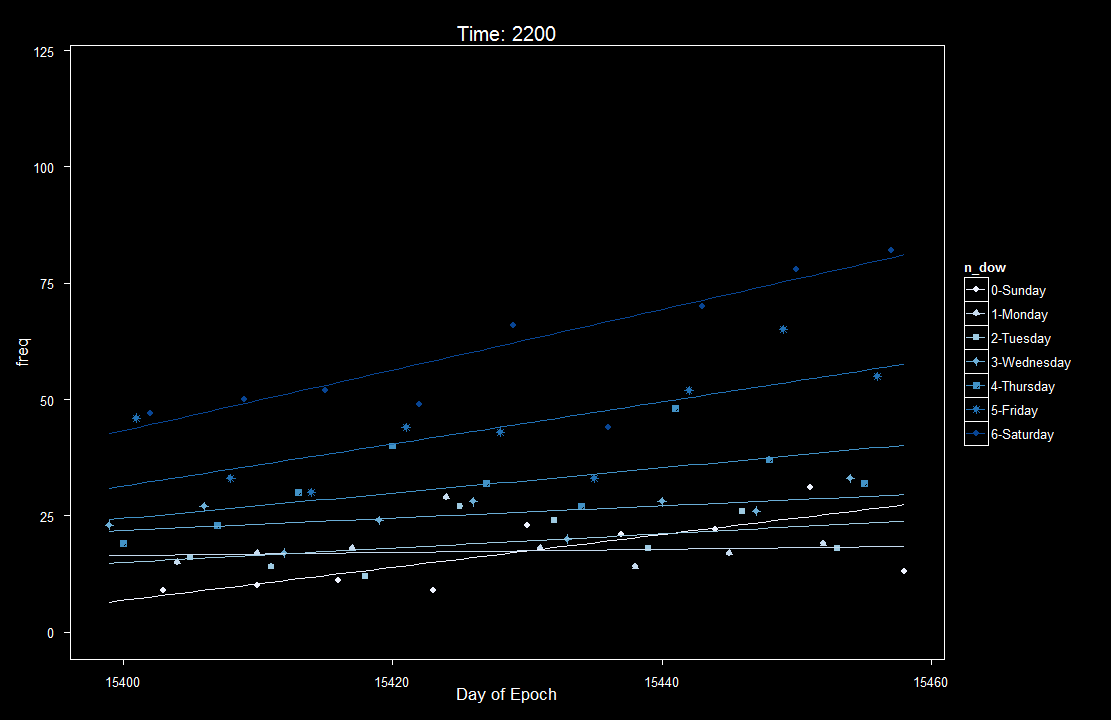 Time: 2200
125
100
75
50
25
0
freq
15400
15420
15440
15460
Day of Epoch
n_dow
0-Sunday
1-Monday
2-Tuesday
3-Wednesday
4-Thursday
5-Friday
6-Saturday